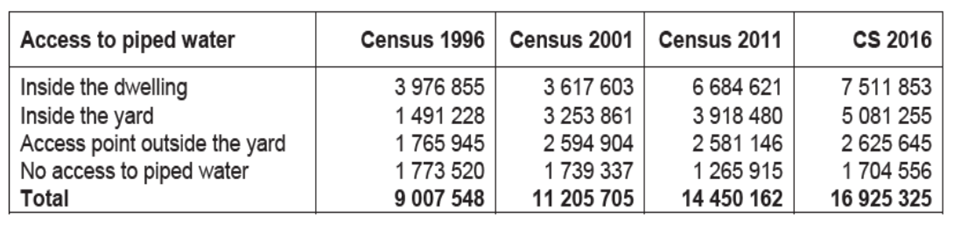 Access to piped water Census 1996 Census 2001 Census 2011 CS 2016
Inside the dwelling 3 976 855 3 617 603 6 684 621 7 511 853
Inside the yard 1 491 228 3 253 861 3 918 480 5 081 255
Access point outside the yard 1 765 945 2 594 904 2 581 146 2 625 645
No access to piped water 1 773 520 1 739 337 1 265 915 1 704 556
Total 9 007 548 11 205 705 14 450 162 16 925 325